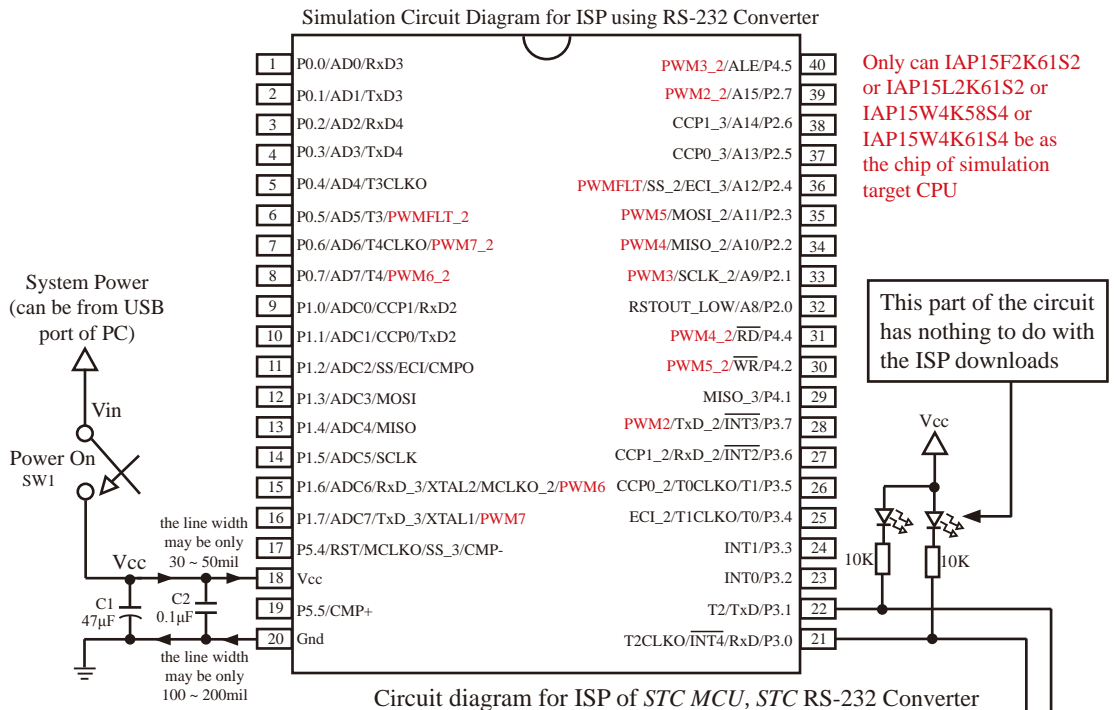 Simulation Circuit Diagram for ISP using RS-232 Converter
1 P0.0/AD0/RxD3
2 P0.1/AD1/TxD3
3 P0.2/AD2/RxD4
4 P0.3/AD3/TxD4
5 P0.4/AD4/T3CLKO
6 P0.5/AD5/T3/PWMFLT_2
7 P0.6/AD6/T4CLKO/PWM7_2
8 P0.7/AD7/T4/PWM6_2
9 P1.0/ADC0/CCP1/RxD2
10 P1.1/ADC1/CCP0/TxD2
11 P1.2/ADC2/SS/ECI/CMPO
12 P1.3/ADC3/MOSI
13 P1.4/ADC4/MISO
14 P1.5/ADC5/SCLK
15 P1.6/ADC6/RxD_3/XTAL2/MCLKO_2/PWM6
16 P1.7/ADC7/TxD_3/XTAL1/PWM7
17 P5.4/RST/MCLKO/SS_3/CMP-
18 Vcc
19 P5.5/CMP+
20 Gnd
PWM3_2/ALE/P4.5 40
PWM2_2/A15/P2.7 39
CCP1_3/A14/P2.6 38
CCP0_3/A13/P2.5 37
PWMFLT/SS_2/ECI_3/A12/P2.4 36
PWM5/MOSI_2/A11/P2.3 35
PWM4/MISO_2/A10/P2.2 34
PWM3/SCLK_2/A9/P2.1 33
RSTOUT_LOW/A8/P2.0 32
PWM4_2/RD/P4.4 31
PWM5_2/WR/P4.2 30
MISO_3/P4.1 29
PWM2/TxD_2/INT3/P3.7 28
CCP1_2/RxD_2/INT2/P3.6 27
CCP0_2/T0CLKO/T1/P3.5 26
ECI_2/T1CLKO/T0/P3.4 25
INT1/P3.3 24
INT0/P3.2 23
T2/TxD/P3.1 22
T2CLKO/INT4/RxD/P3.0 21
Only can IAP15F2K61S2
or IAP15L2K61S2 or
IAP15W4K58S4 or
IAP15W4K61S4 be as
the chip of simulation
target CPU
System Power
(can be from USB
port of PC)
Vin
Power On
SW1
the line width
may be only
30 ~ 50mil
Vcc
C1
47μF
C2
0.1μF
the line width
may be only
100 ~ 200mil
This part of the circuit
has nothing to do with
the ISP downloads
Vcc
10K
10K
Circuit diagram for ISP of STC MCU, STC RS-232 Converter